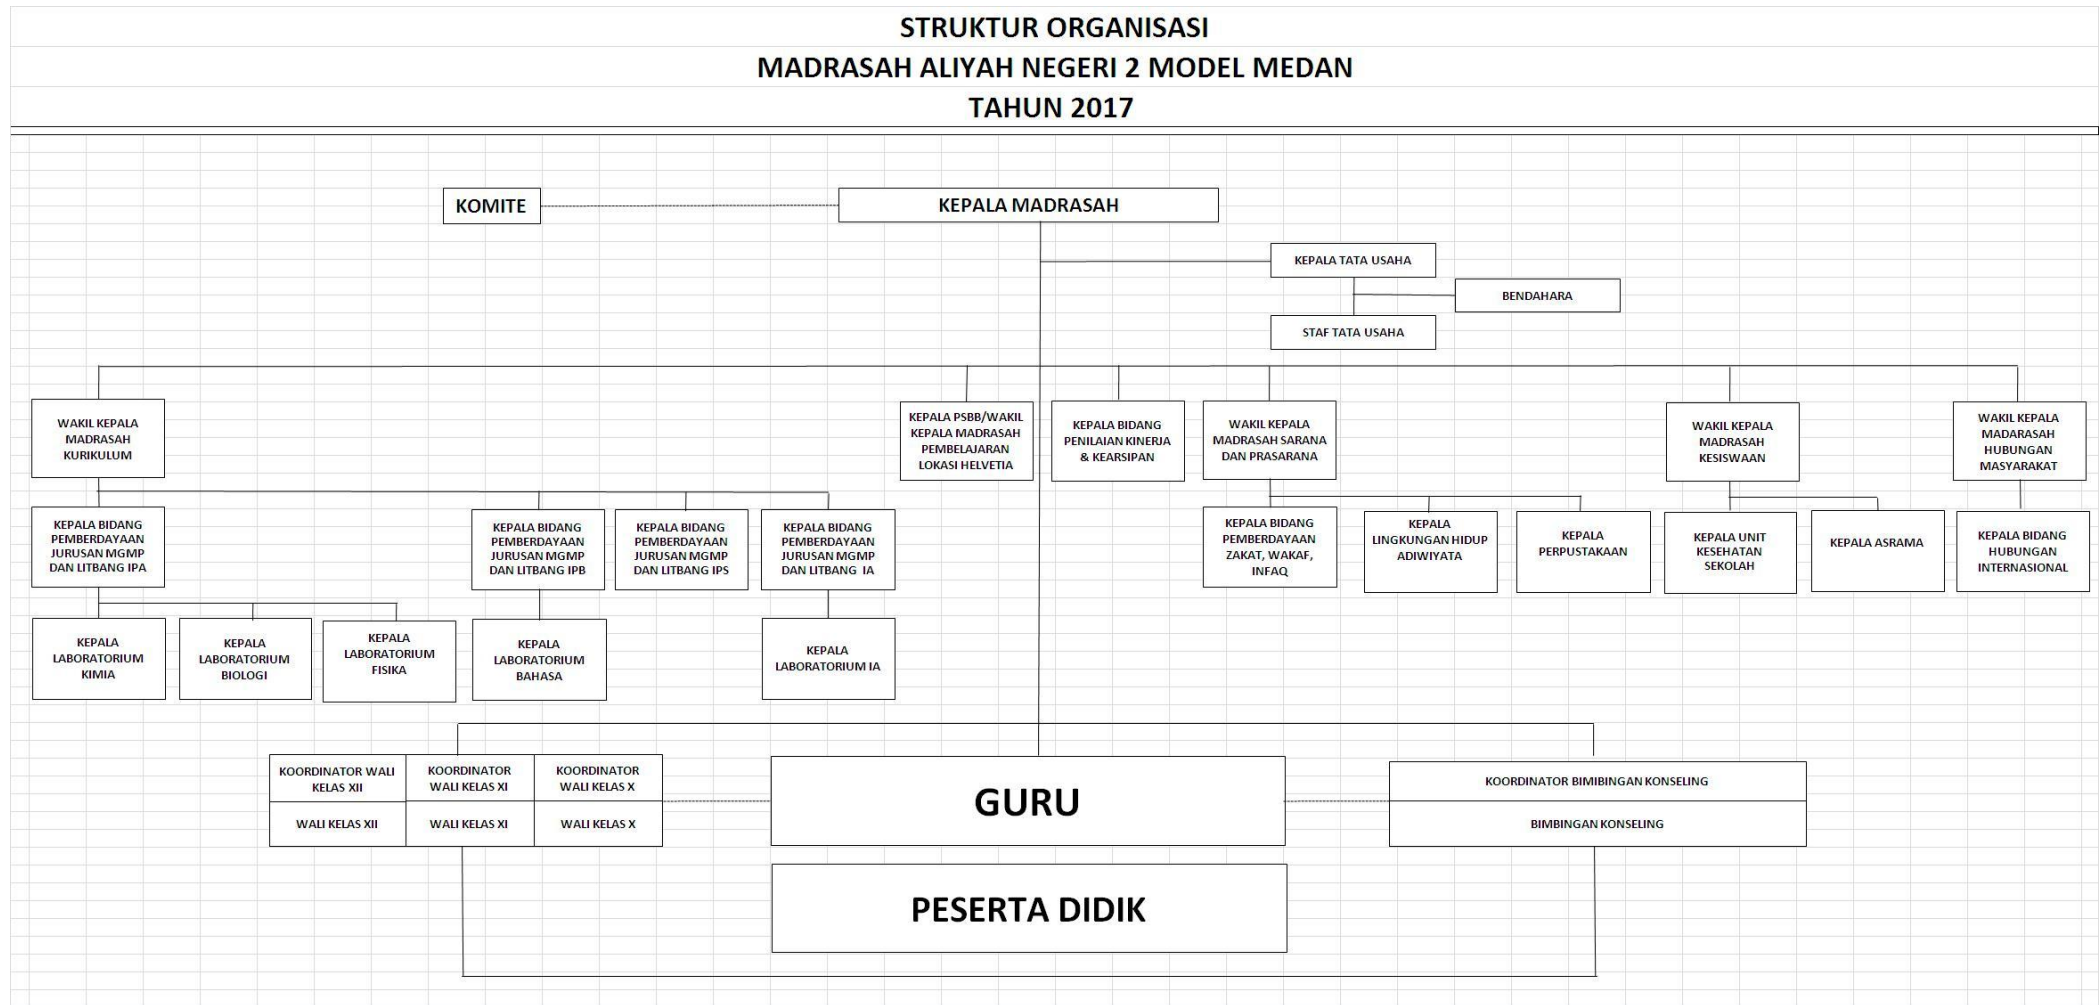 STRUKTUR ORGANISASI
MADRASAH ALIYAH NEGERI 2 MODEL MEDAN
TAHUN 2017
KOMITE
KEPALA MADRASAH
KEPALA TATA USAHA
BENDAHARA
STAF TATA USAHA
WAKIL KEPALA
MADRASAH
KURIKULUM
KEPALA PSBB/WAKIL
KEPALA MADRASAH
PEMBELAJARAN
LOKASI HELVETIA
KEPALA BIDANG
PENILAIAN KINERJA
& KEARSIPAN
WAKIL KEPALA
MADRASAH SARANA
DAN PRASARANA
WAKIL KEPALA
MADRASAH
KESISWAAN
WAKIL KEPALA
MADARASAH
HUBUNGAN
MASYARAKAT
KEPALA BIDANG
PEMBERDAYAAN
JURUSAN MGMP
DAN LITBANG IPA
KEPALA BIDANG
PEMBERDAYAAN
JURUSAN MGMP
DAN LITBANG IPB
KEPALA BIDANG
PEMBERDAYAAN
JURUSAN MGMP
DAN LITBANG IPS
KEPALA BIDANG
PEMBERDAYAAN
JURUSAN MGMP
DAN LITBANG IA
KEPALA BIDANG
PEMBERDAYAAN
ZAKAT, WAKAF,
INFAQ
KEPALA
LINGKUNGAN HIDUP
ADIWIYATA
KEPALA
PERPUSTAKAAN
KEPALA UNIT
KESEHATAN
SEKOLAH
KEPALA ASRAMA
KEPALA BIDANG
HUBUNGAN
INTERNASIONAL
KEPALA
LABORATORIUM
KIMIA
KEPALA
LABORATORIUM
BIOLOGI
KEPALA
LABORATORIUM
FISIKA
KEPALA
LABORATORIUM
BAHASA
KEPALA
LABORATORIUM IA
KOORDINATOR WALI
KELAS XII
KOORDINATOR
WALI KELAS XI
KOORDINATOR
WALI KELAS X
WALI KELAS XII
WALI KELAS XI
WALI KELAS X
GURU
KOORDINATOR BIMIBINGAN KONSELING
BIMBINGAN KONSELING
PESERTA DIDIK